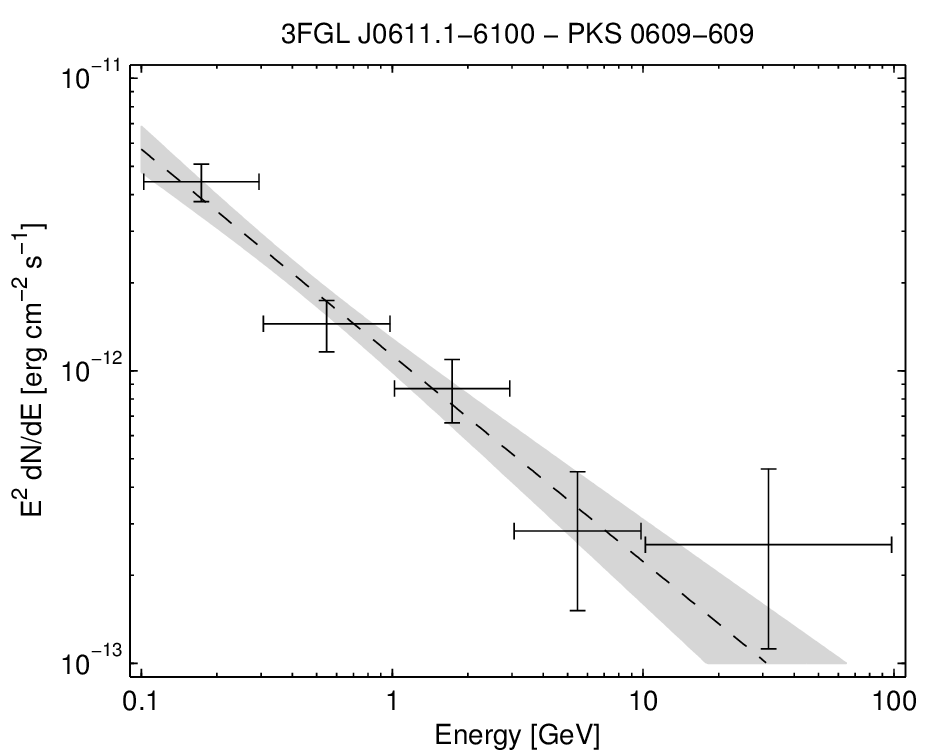 3FGL J0611.1−6100 − PKS 0609−609
10⁻¹¹
10⁻¹²
10⁻¹³
E² dN/dE [erg cm⁻² s⁻¹]
0.1 1 10 100
Energy [GeV]